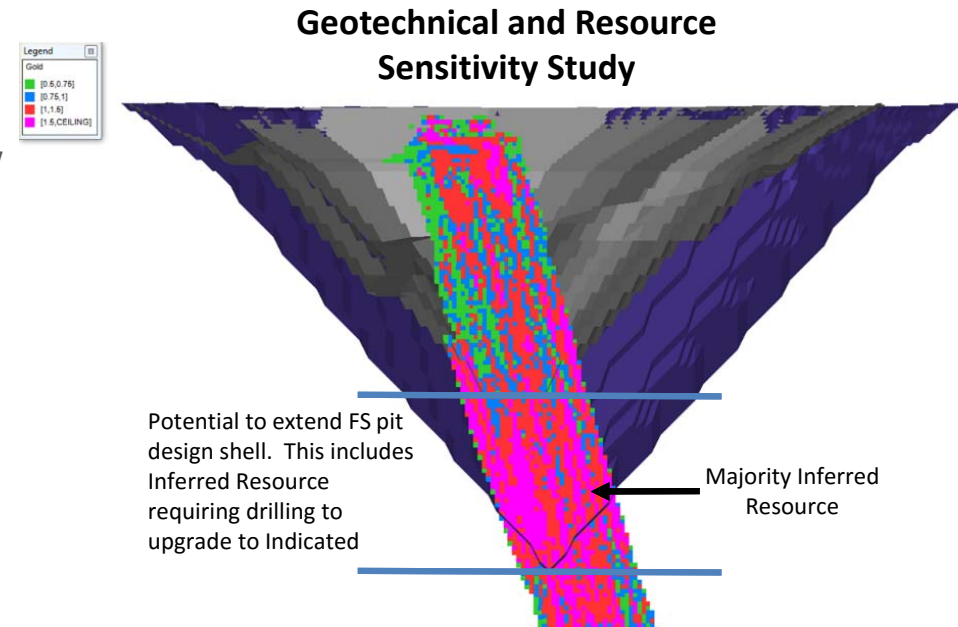 Geotechnical and Resource
Sensitivity Study
Legend
Gold
[0.5,0.75]
[0.75,1]
[1,1.5]
[1.5,CEILING]
Potential to extend FS pit
design shell. This includes
Inferred Resource
requiring drilling to
upgrade to Indicated
Majority Inferred
Resource